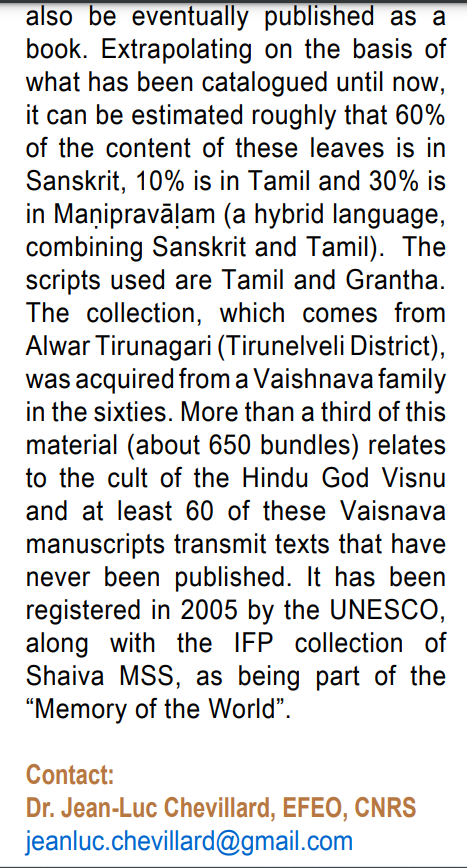 also be eventually published as a
book. Extrapolating on the basis of
what has been catalogued until now,
it can be estimated roughly that 60%
of the content of these leaves is in
Sanskrit, 10% is in Tamil and 30% is
in Maṇipravāḷam (a hybrid language,
combining Sanskrit and Tamil). The
scripts used are Tamil and Grantha.
The collection, which comes from
Alwar Tirunagari (Tirunelveli District),
was acquired from a Vaishnava family
in the sixties. More than a third of this
material (about 650 bundles) relates
to the cult of the Hindu God Visnu
and at least 60 of these Vaisnava
manuscripts transmit texts that have
never been published. It has been
registered in 2005 by the UNESCO,
along with the IFP collection of
Shaiva MSS, as being part of the
“Memory of the World”.
Contact:
Dr. Jean-Luc Chevillard, EFEO, CNRS
jeanluc.chevillard@gmail.com